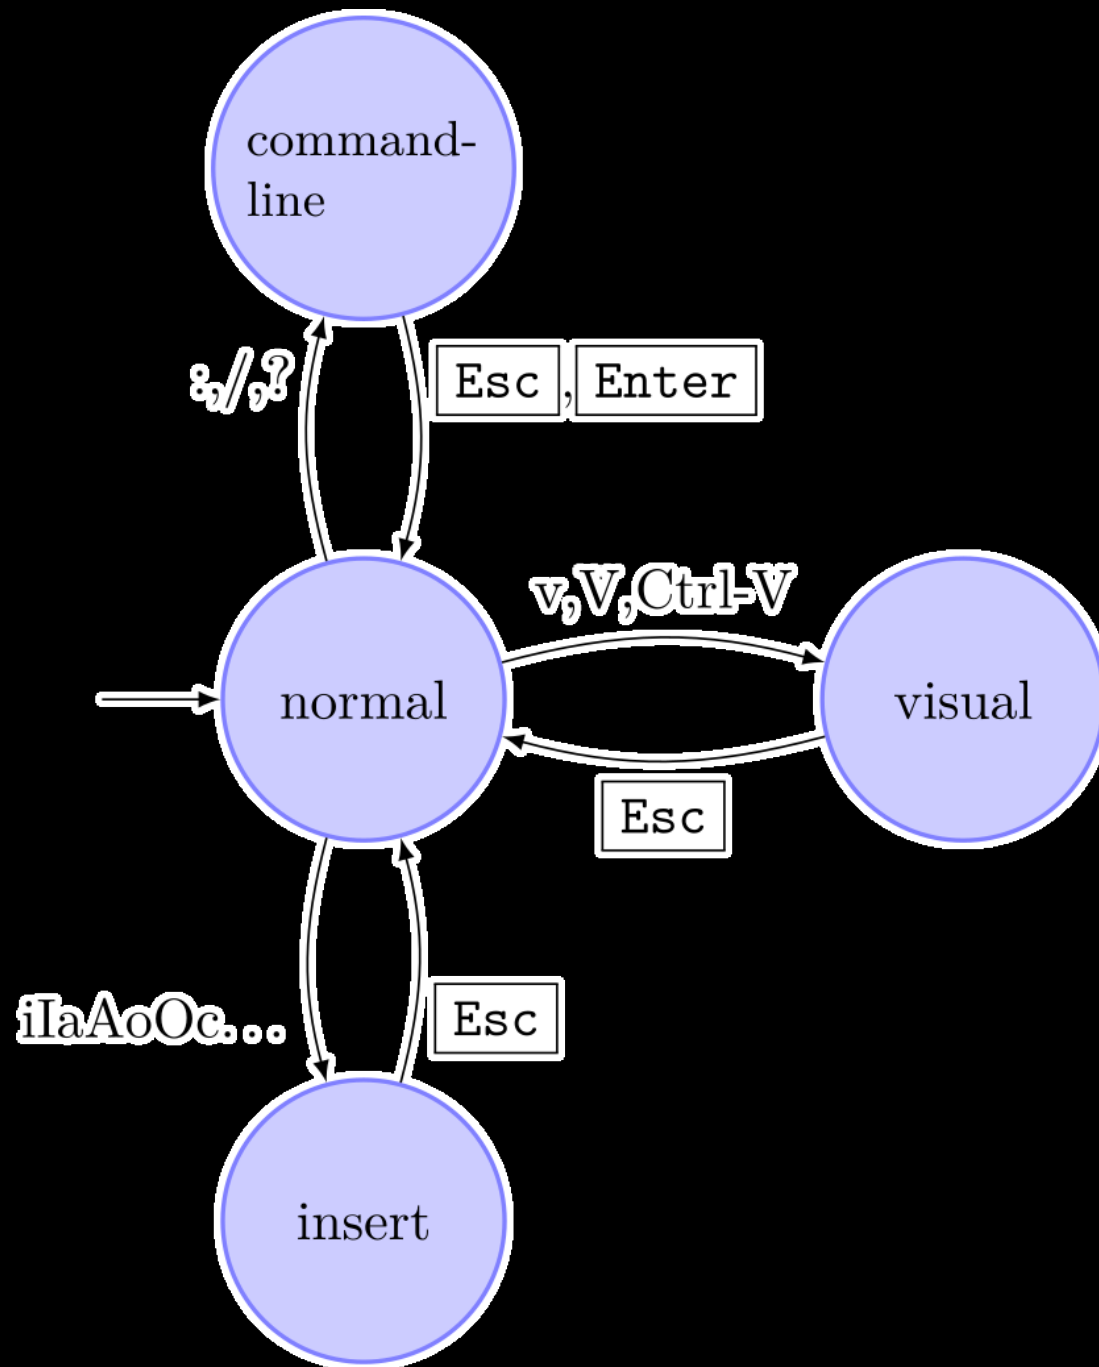 command-
line
:,/,?
Esc,Enter
v,V,Ctrl-V
normal
visual
Esc
iIaAoOc...
Esc
insert